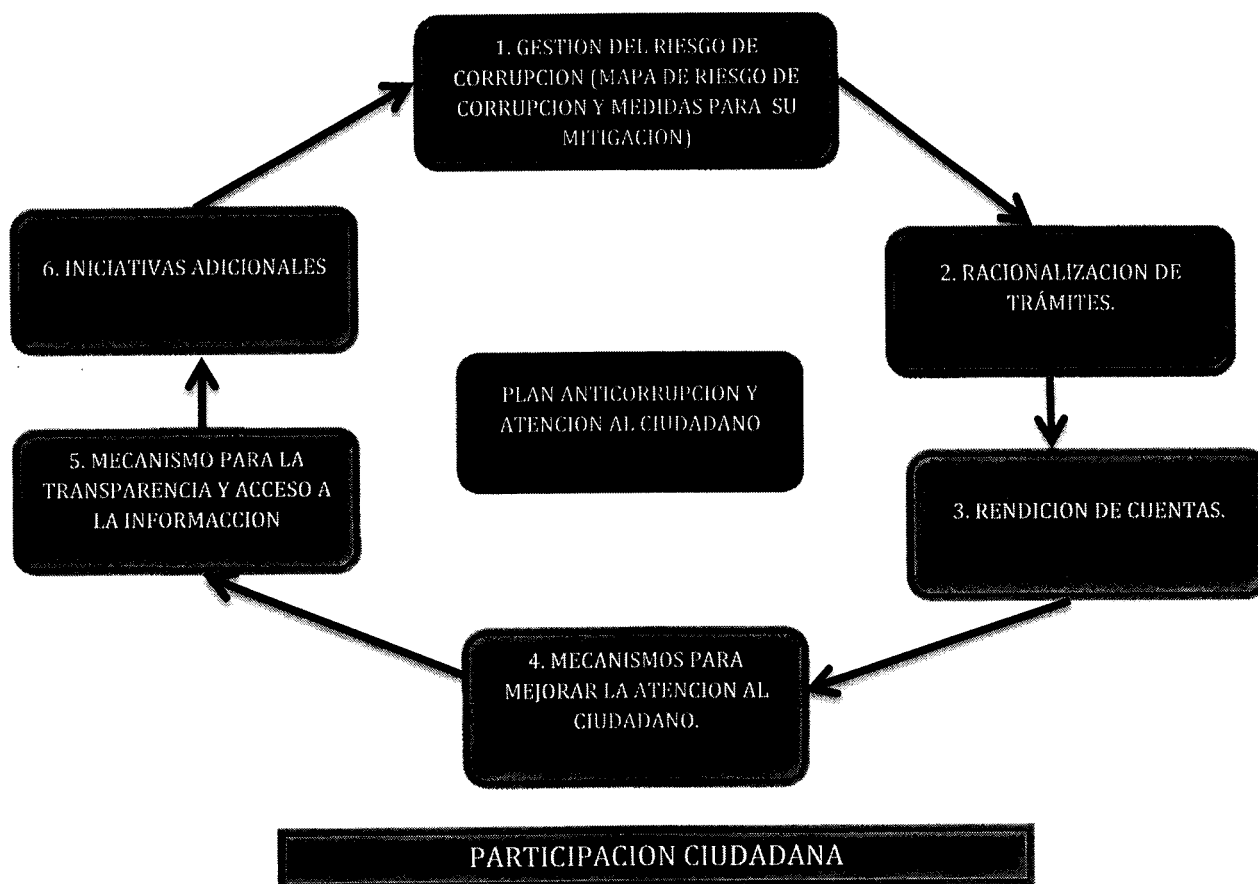 1. GESTION DEL RIESGO DE
CORRUPCION (MAPA DE RIESGO DE
CORRUPCION Y MEDIDAS PARA SU
MITIGACION)
2. RACIONALIZACION DE
TRÁMITES.
3. RENDICION DE CUENTAS.
4. MECANISMOS PARA
MEJORAR LA ATENCION AL
CIUDADANO.
5. MECANISMO PARA LA
TRANSPARENCIA Y ACCESO A
LA INFORMACCION
6. INICIATIVAS ADICIONALES
PLAN ANTICORRUPCION Y
ATENCION AL CIUDADANO
PARTICIPACION CIUDADANA